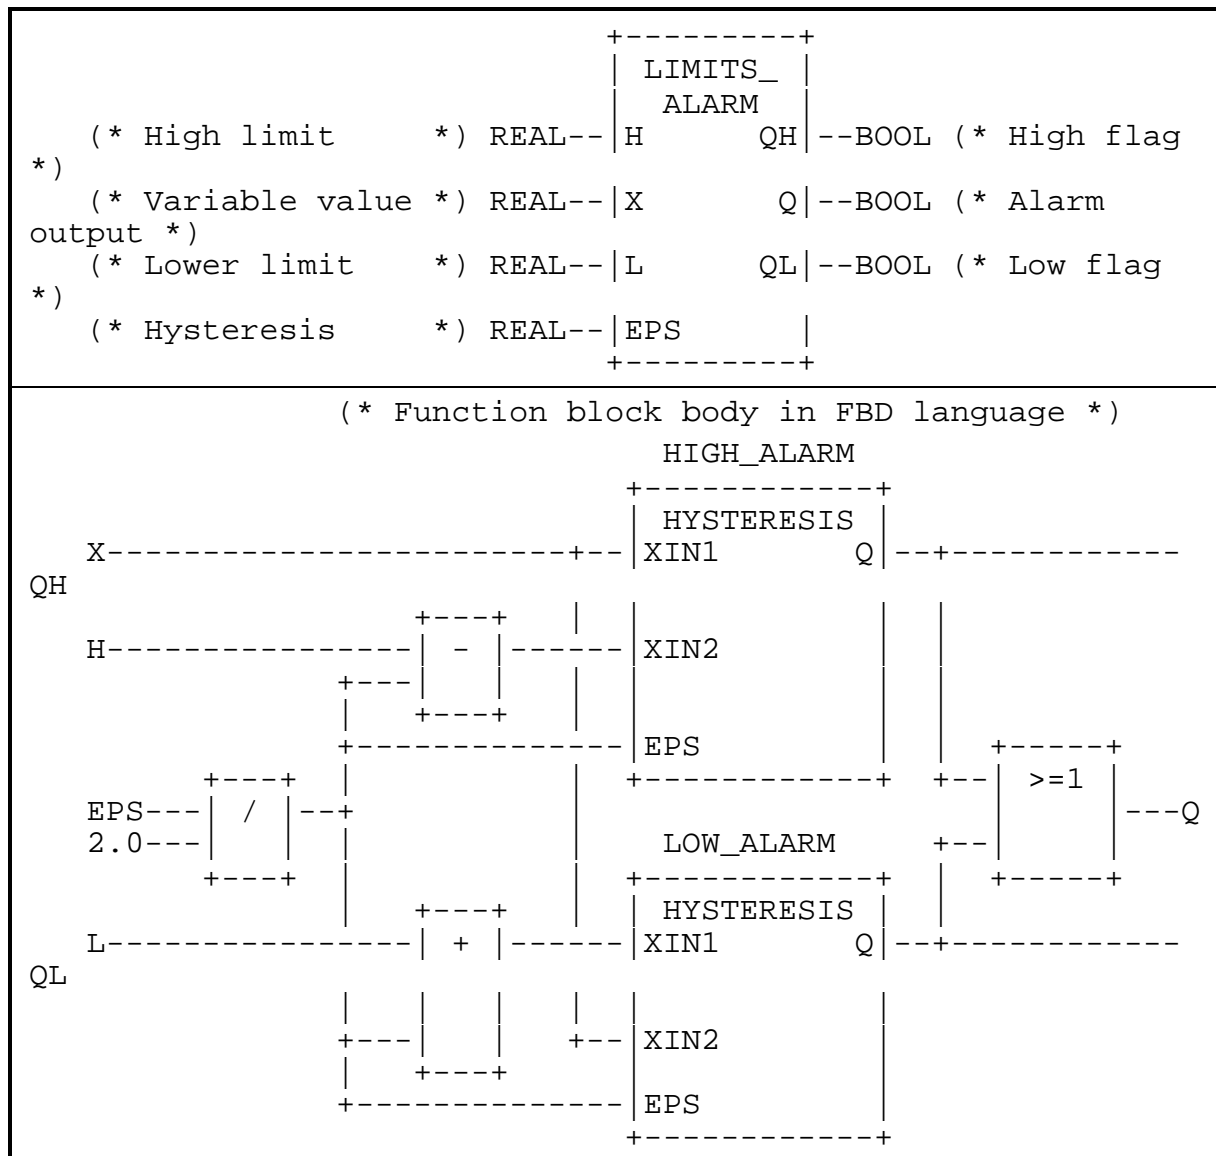 +---------+
                              | LIMITS_ |
                              |  ALARM  |
   (* High limit     *) REAL--|H      QH|--BOOL (* High flag
*)
   (* Variable value *) REAL--|X       Q|--BOOL (* Alarm
output *)
   (* Lower limit    *) REAL--|L      QL|--BOOL (* Low flag
*)
   (* Hysteresis     *) REAL--|EPS      |
                              +---------+
                (* Function block body in FBD language *)
                                 HIGH_ALARM
                               +------------+
                               | HYSTERESIS |
   X------------------------+--|XIN1       Q|--+------------
QH
                    +---+   |  |            |  |
   H----------------| - |------|XIN2        |  |
                +---|   |   |  |            |  |
                |   +---+   |  |            |  |
                +--------------|EPS         |  |  +-----+
         +---+  |           |  +------------+  +--| >=1 |
   EPS---| / |--+           |                     |     |---Q
   2.0---|   |  |           |    LOW_ALARM     +--|     |
         +---+  |           |  +------------+  |  +-----+
                |   +---+   |  | HYSTERESIS |  |
   L----------------| + |------|XIN1       Q|--+------------
QL
                |   |   |   |  |            |
                +---|   |   +--|XIN2        |
                |   +---+      |            |
                +--------------|EPS         |
                               +------------+